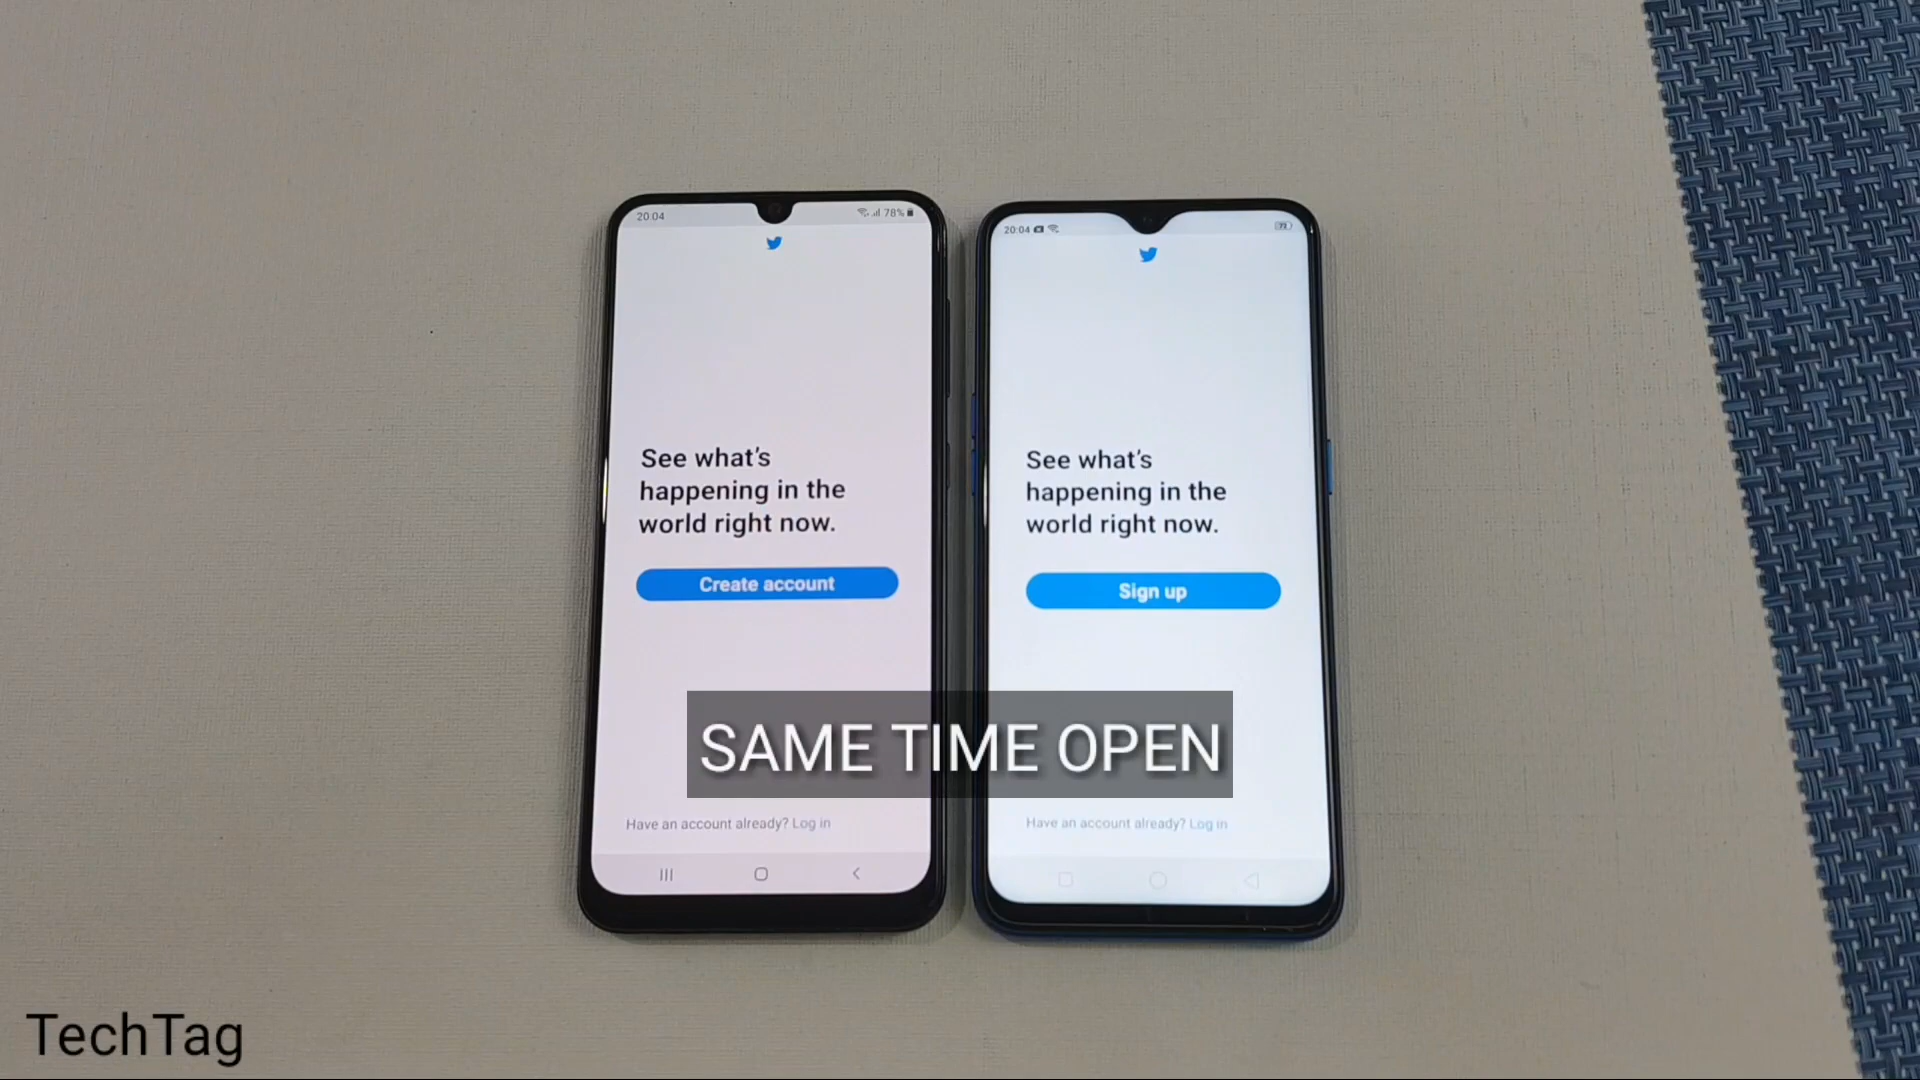 20:04
78%
See what's
happening in the
world right now.
Create account
Have an account already? Log in
20:04
See what's
happening in the
world right now.
Sign up
Have an account already? Log in
SAME TIME OPEN
TechTag